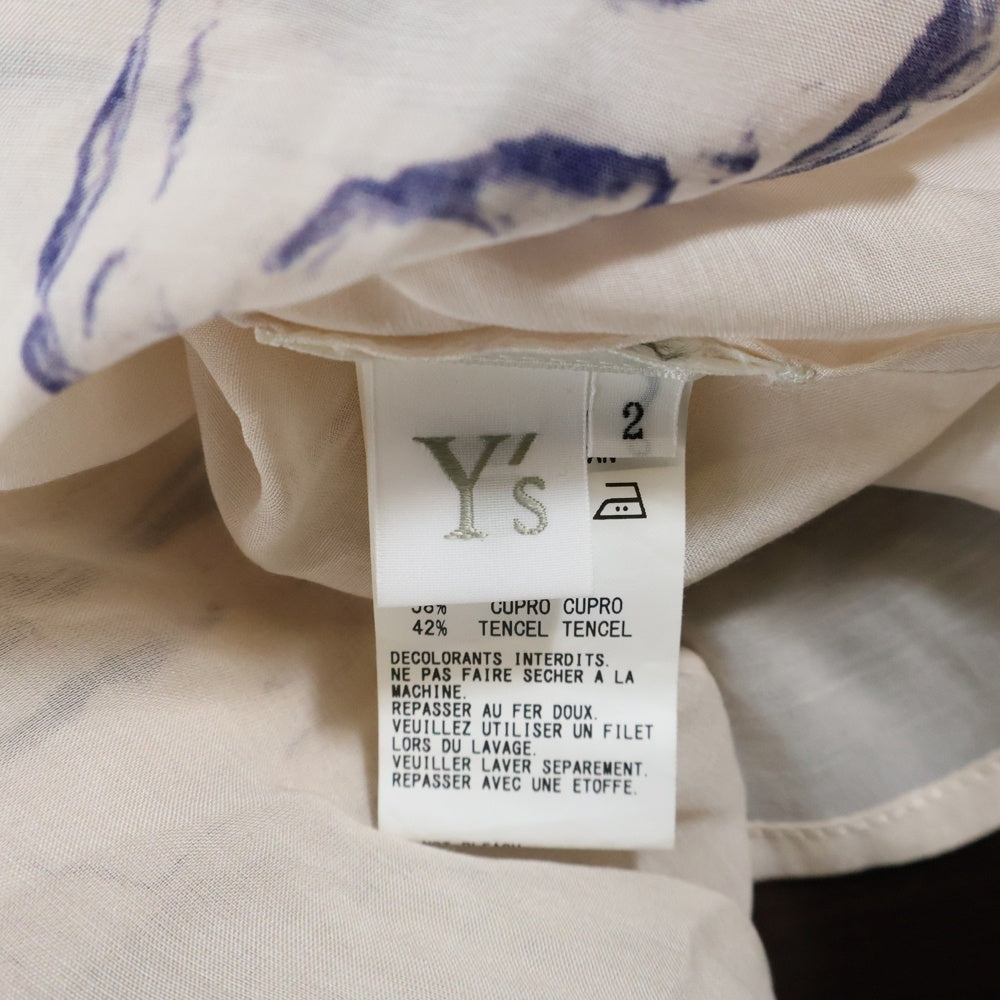 Y's
2
CUPRO CUPRO
42% TENCEL TENCEL
DECOLORANTS INTERDITS.
NE PAS FAIRE SECHER A LA
MACHINE.
REPASSER AU FER DOUX.
VEUILLEZ UTILISER UN FILET
LORS DU LAVAGE.
VEUILLER LAVER SEPAREMENT.
REPASSER AVEC UNE ETOFFE.